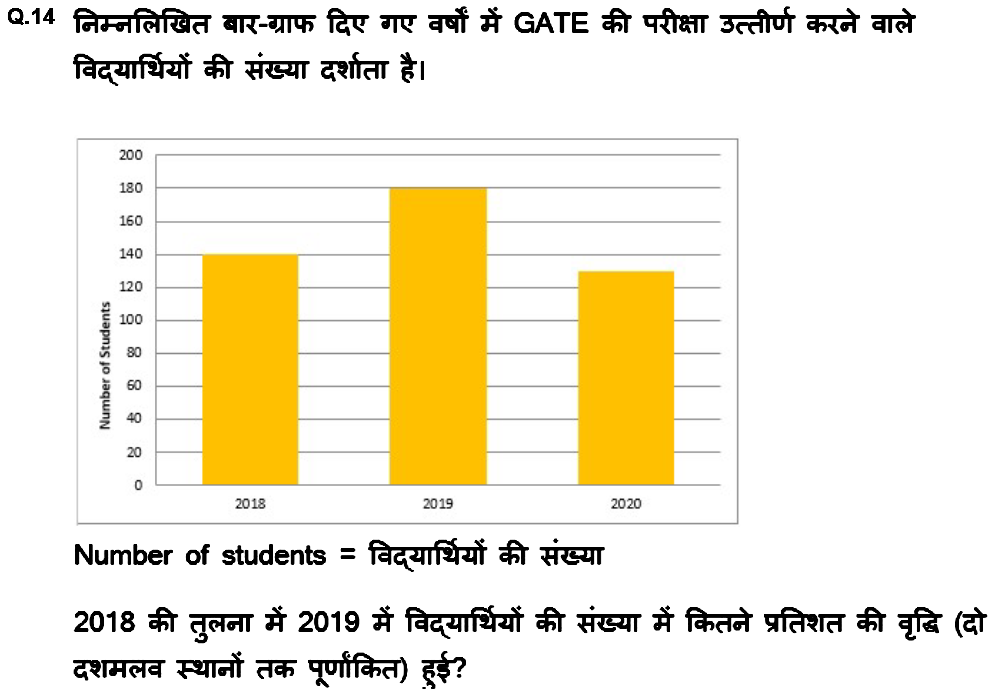 Q.14 निम्नलिखित बार-ग्राफ दिए गए वर्षों में GATE की परीक्षा उत्तीर्ण करने वाले
विद्यार्थियों की संख्या दर्शाता है।
200
180
160
140
120
100
80
60
40
20
0
Number of Students
2018 2019 2020
Number of students = विद्यार्थियों की संख्या
2018 की तुलना में 2019 में विद्यार्थियों की संख्या में कितने प्रतिशत की वृद्धि (दो
दशमलव स्थानों तक पूर्णांकित) हुई?